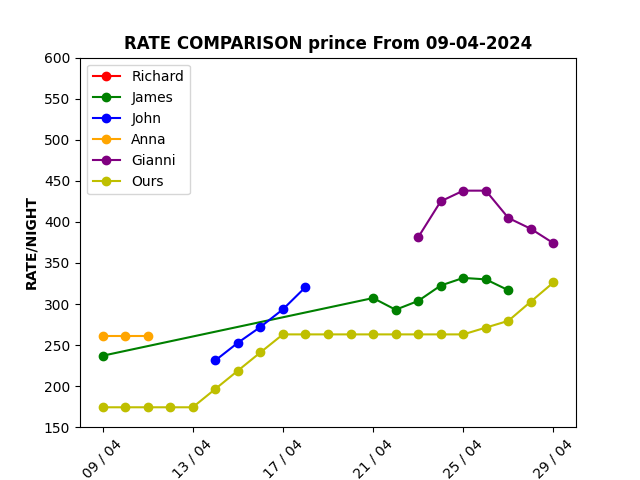 RATE COMPARISON prince From 09-04-2024
600
550
500
450
400
350
300
250
200
150
RATE/NIGHT
Richard
James
John
Anna
Gianni
Ours
09 / 04
13 / 04
17 / 04
21 / 04
25 / 04
29 / 04